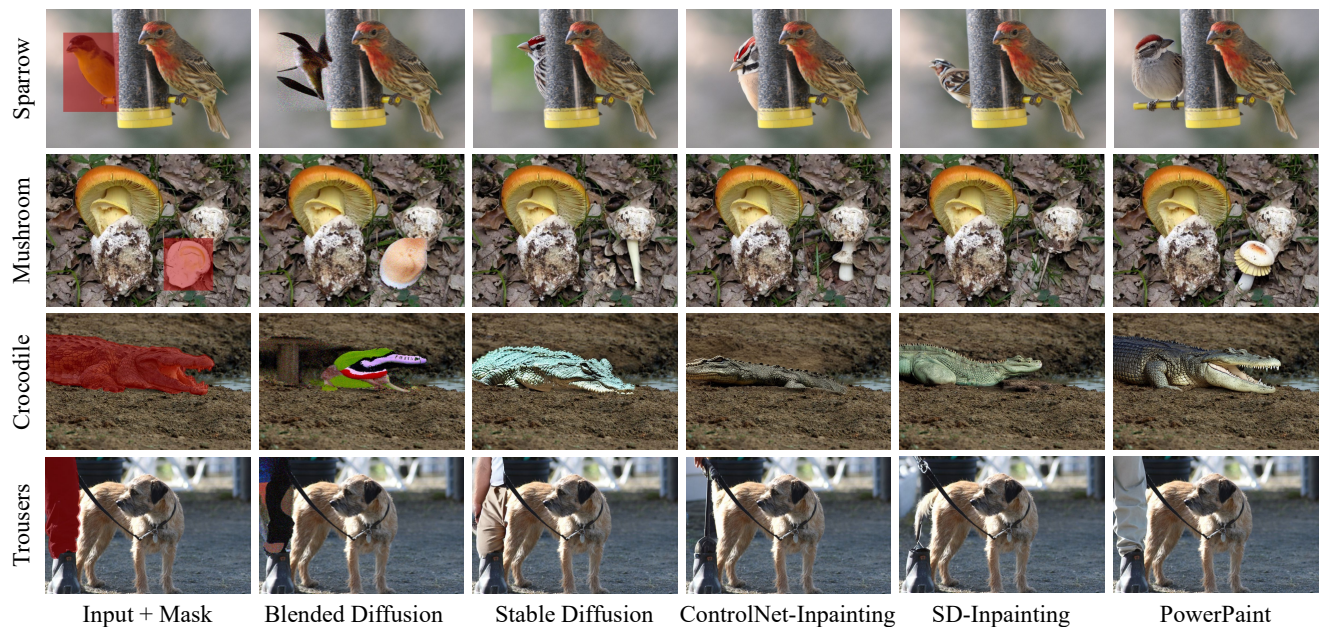 Sparrow
Mushroom
Crocodile
Trousers
Input + Mask
Blended Diffusion
Stable Diffusion
ControlNet-Inpainting
SD-Inpainting
PowerPaint